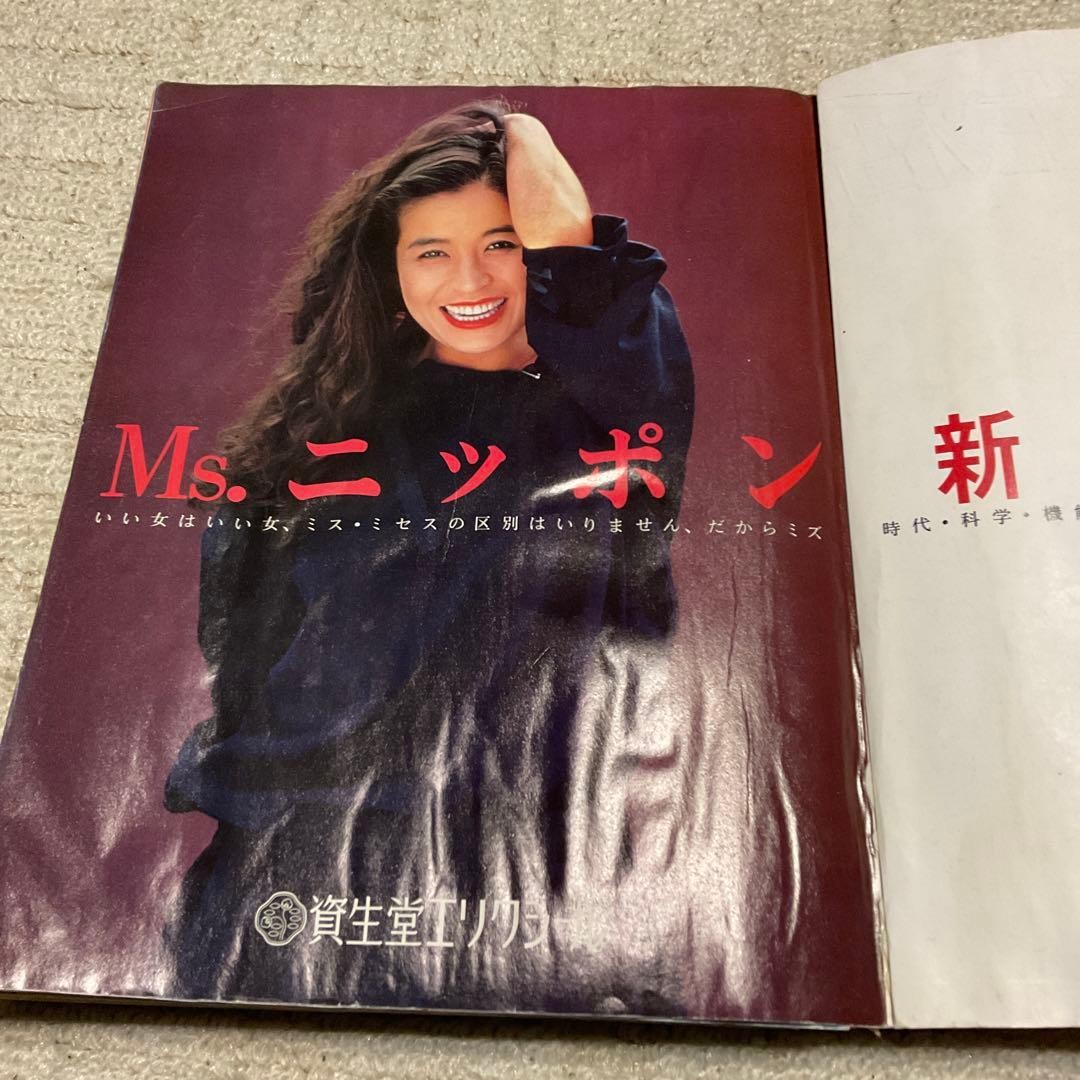 Ms.ニッポン
いい女はいい女、ミス・ミセスの区別はいりません、だからミズ
資生堂エリクシール
新
時代・科学・機能